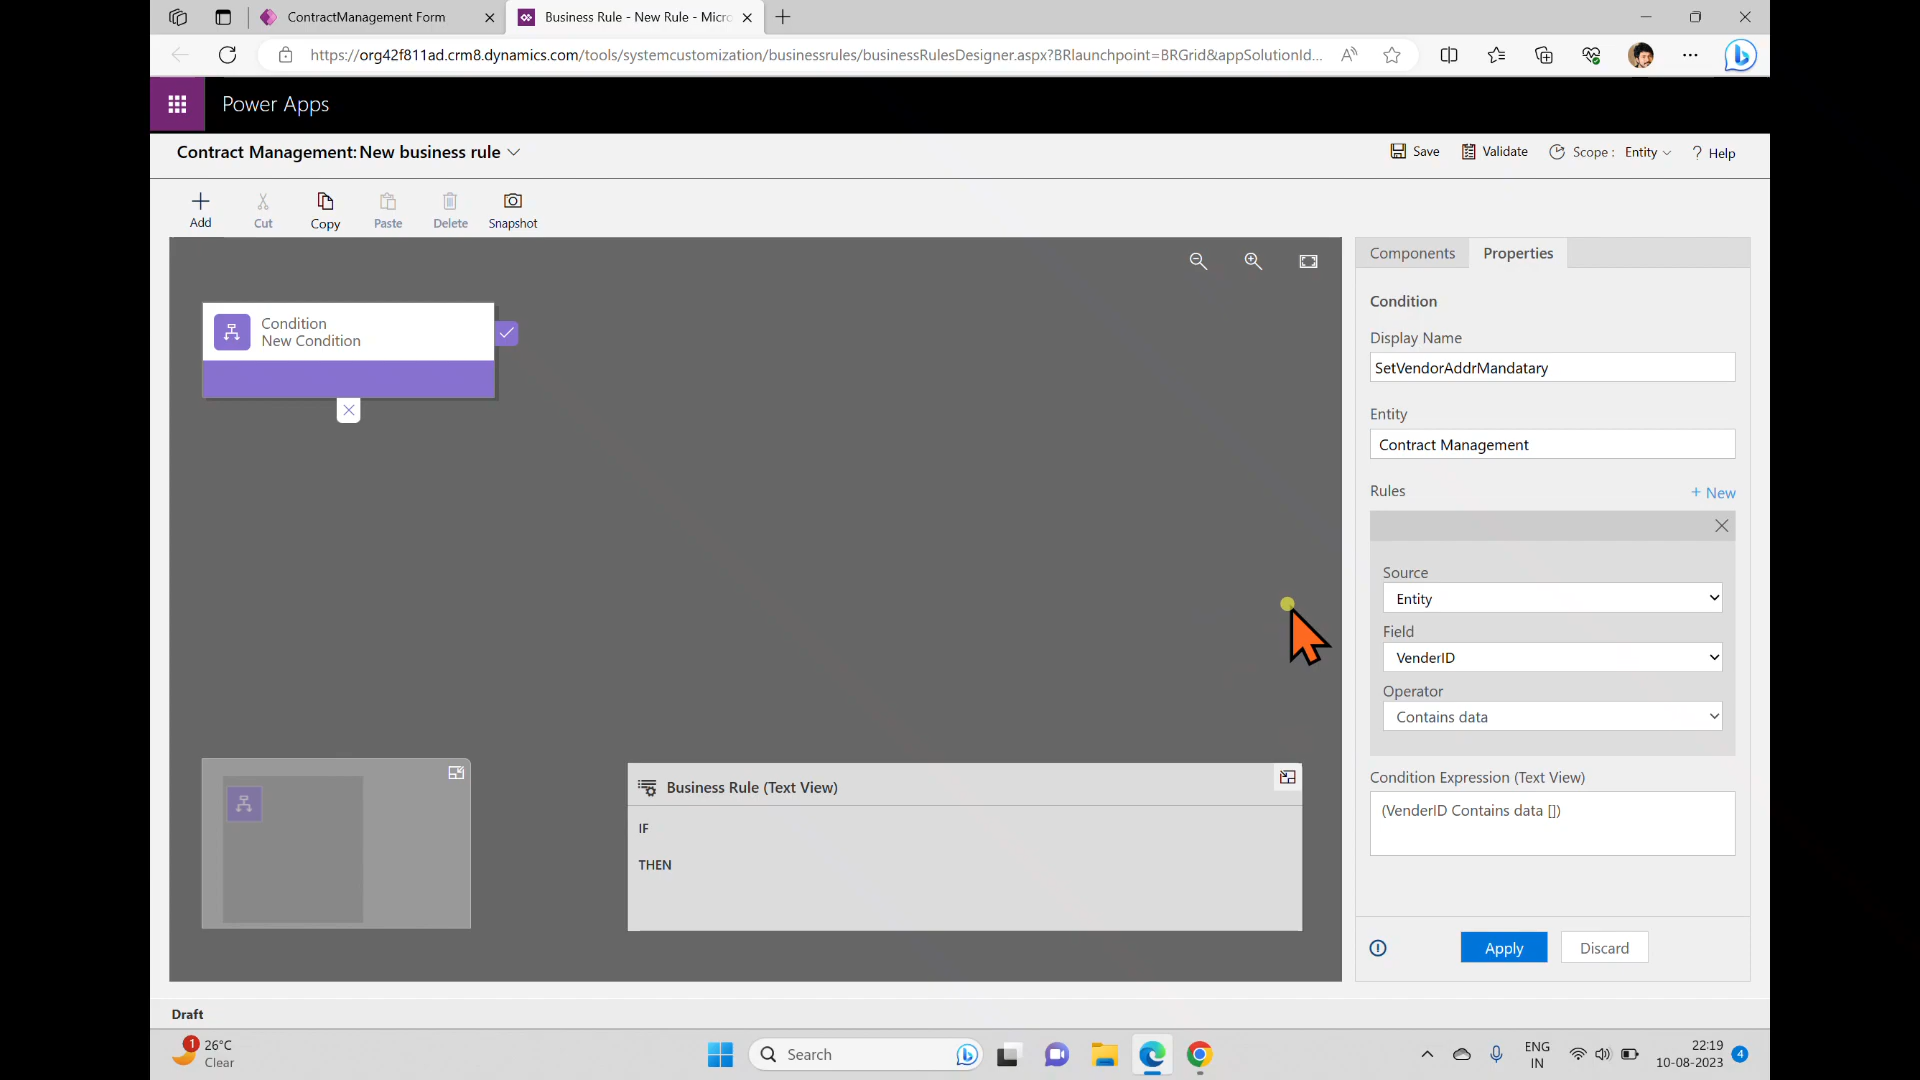 ContractManagement Form
Business Rule - New Rule - Micro
https://org42f811ad.crm8.dynamics.com/tools/systemcustomization/businessrules/businessRulesDesigner.aspx?BRlaunchpoint=BRGrid&appSolutionId...
Power Apps
Contract Management: New business rule
Save
Validate
Scope :
Entity
? Help
Add
Cut
Copy
Paste
Delete
Snapshot
Components
Properties
Condition
New Condition
Condition
Display Name
SetVendorAddrMandatary
Entity
Contract Management
Rules
+ New
Source
Entity
Field
VenderID
Operator
Contains data
Condition Expression (Text View)
(VenderID Contains data [])
Business Rule (Text View)
IF
THEN
Apply
Discard
Draft
1
26°C
Clear
Search
ENG
IN
22:19
10-08-2023
4